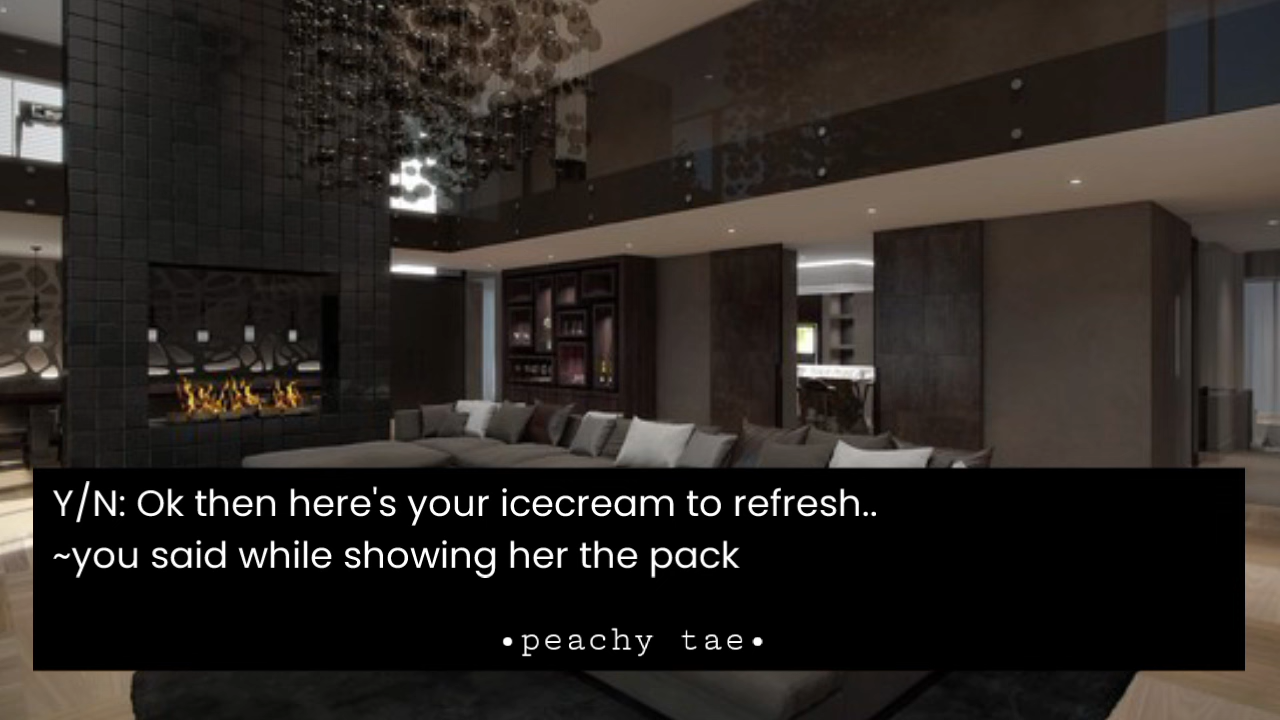 Y/N: Ok then here's your icecream to refresh..
~you said while showing her the pack
•peachy tae•